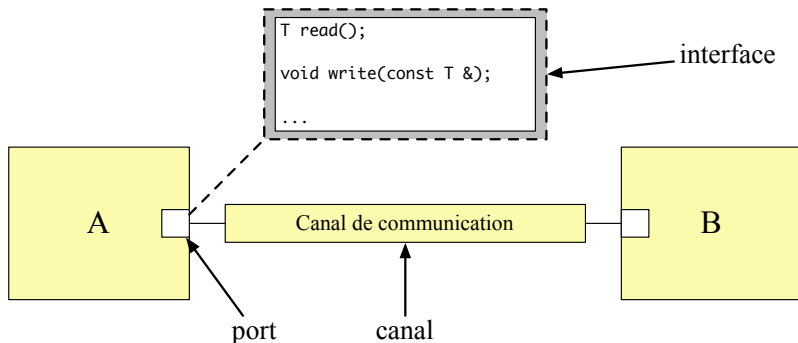 T read();
void write(const T &);
...
interface
A
Canal de communication
B
port
canal